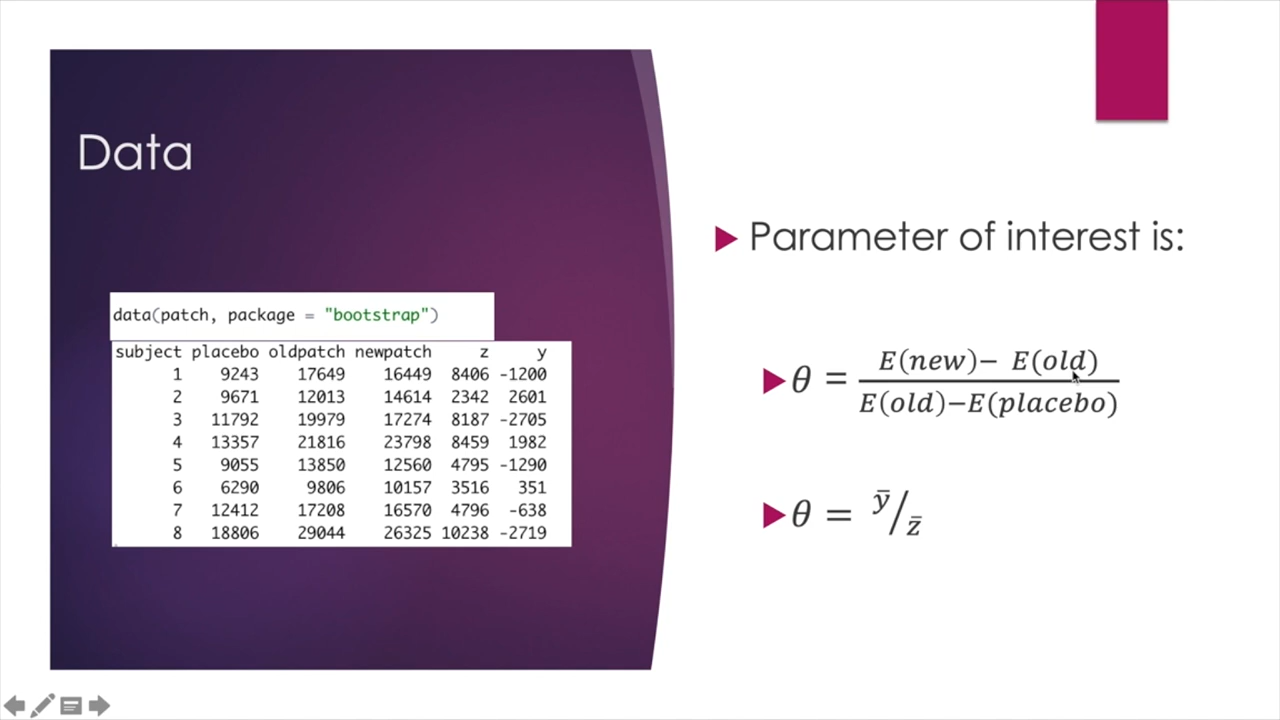 Data
data(patch, package = "bootstrap")
subject placebo oldpatch newpatch z y
1 9243 17649 16449 8406 -1200
2 9671 12013 14614 2342 2601
3 11792 19979 17274 8187 -2705
4 13357 21816 23798 8459 1982
5 9055 13850 12560 4795 -1290
6 6290 9806 10157 3516 351
7 12412 17208 16570 4796 -638
8 18806 29044 26325 10238 -2719
Parameter of interest is:
θ = E(new)− E(old) / E(old)−E(placebo)
θ = ȳ/z̄